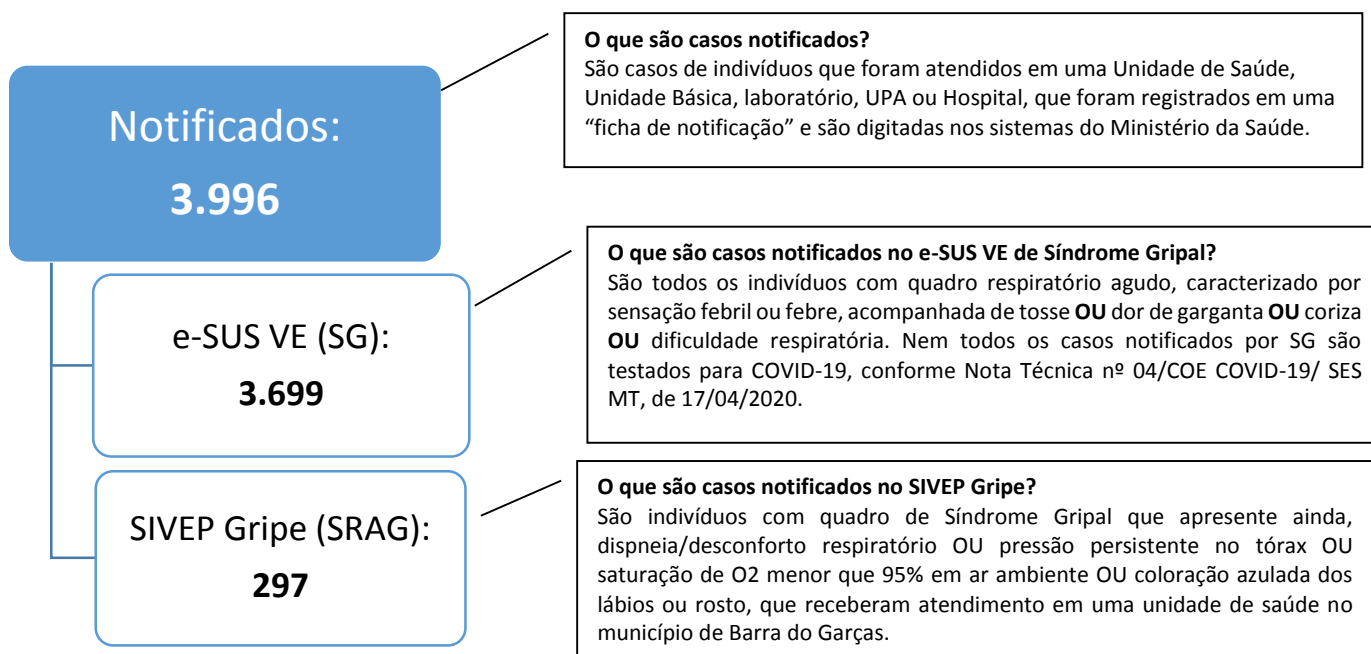 O que são casos notificados?
São casos de indivíduos que foram atendidos em uma Unidade de Saúde,
Unidade Básica, laboratório, UPA ou Hospital, que foram registrados em uma
“ficha de notificação” e são digitadas nos sistemas do Ministério da Saúde.
Notificados:
3.996
O que são casos notificados no e-SUS VE de Síndrome Gripal?
São todos os indivíduos com quadro respiratório agudo, caracterizado por
sensação febril ou febre, acompanhada de tosse OU dor de garganta OU coriza
OU dificuldade respiratória. Nem todos os casos notificados por SG são
testados para COVID-19, conforme Nota Técnica nº 04/COE COVID-19/ SES
MT, de 17/04/2020.
e-SUS VE (SG):
3.699
O que são casos notificados no SIVEP Gripe?
São indivíduos com quadro de Síndrome Gripal que apresente ainda,
dispneia/desconforto respiratório OU pressão persistente no tórax OU
saturação de O2 menor que 95% em ar ambiente OU coloração azulada dos
lábios ou rosto, que receberam atendimento em uma unidade de saúde no
município de Barra do Garças.
SIVEP Gripe (SRAG):
297